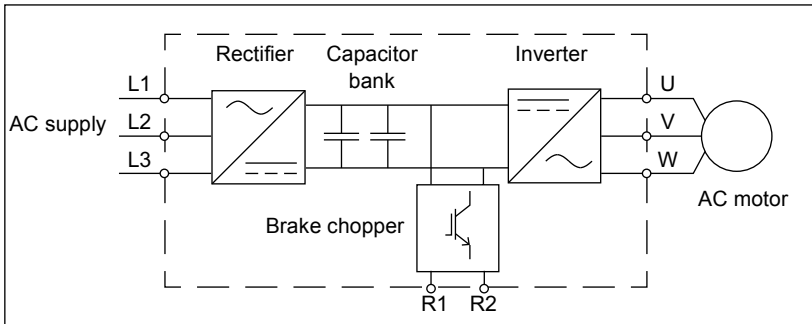 Rectifier
Capacitor
bank
Inverter
L1
U
AC supply
L2
V
L3
W
AC motor
Brake chopper
R1
R2